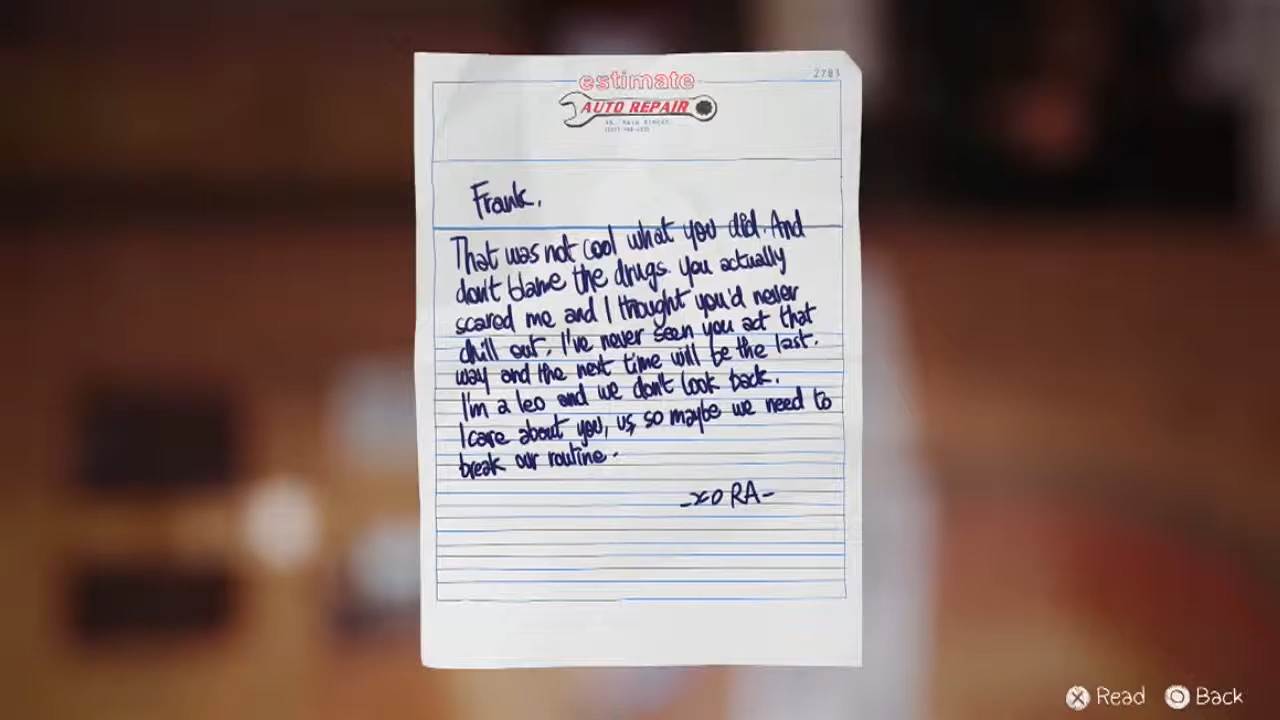 estimate
2783
AUTO REPAIR
Frank,
That was not cool what you did. And
don't blame the drugs. You actually
scared me and I thought you'd never
chill out. I've never seen you act that
way and the next time will be the last.
I'm a leo and we don't look back.
I care about you, us, so maybe we need to
break our routine.
-xo RA-
Read
Back